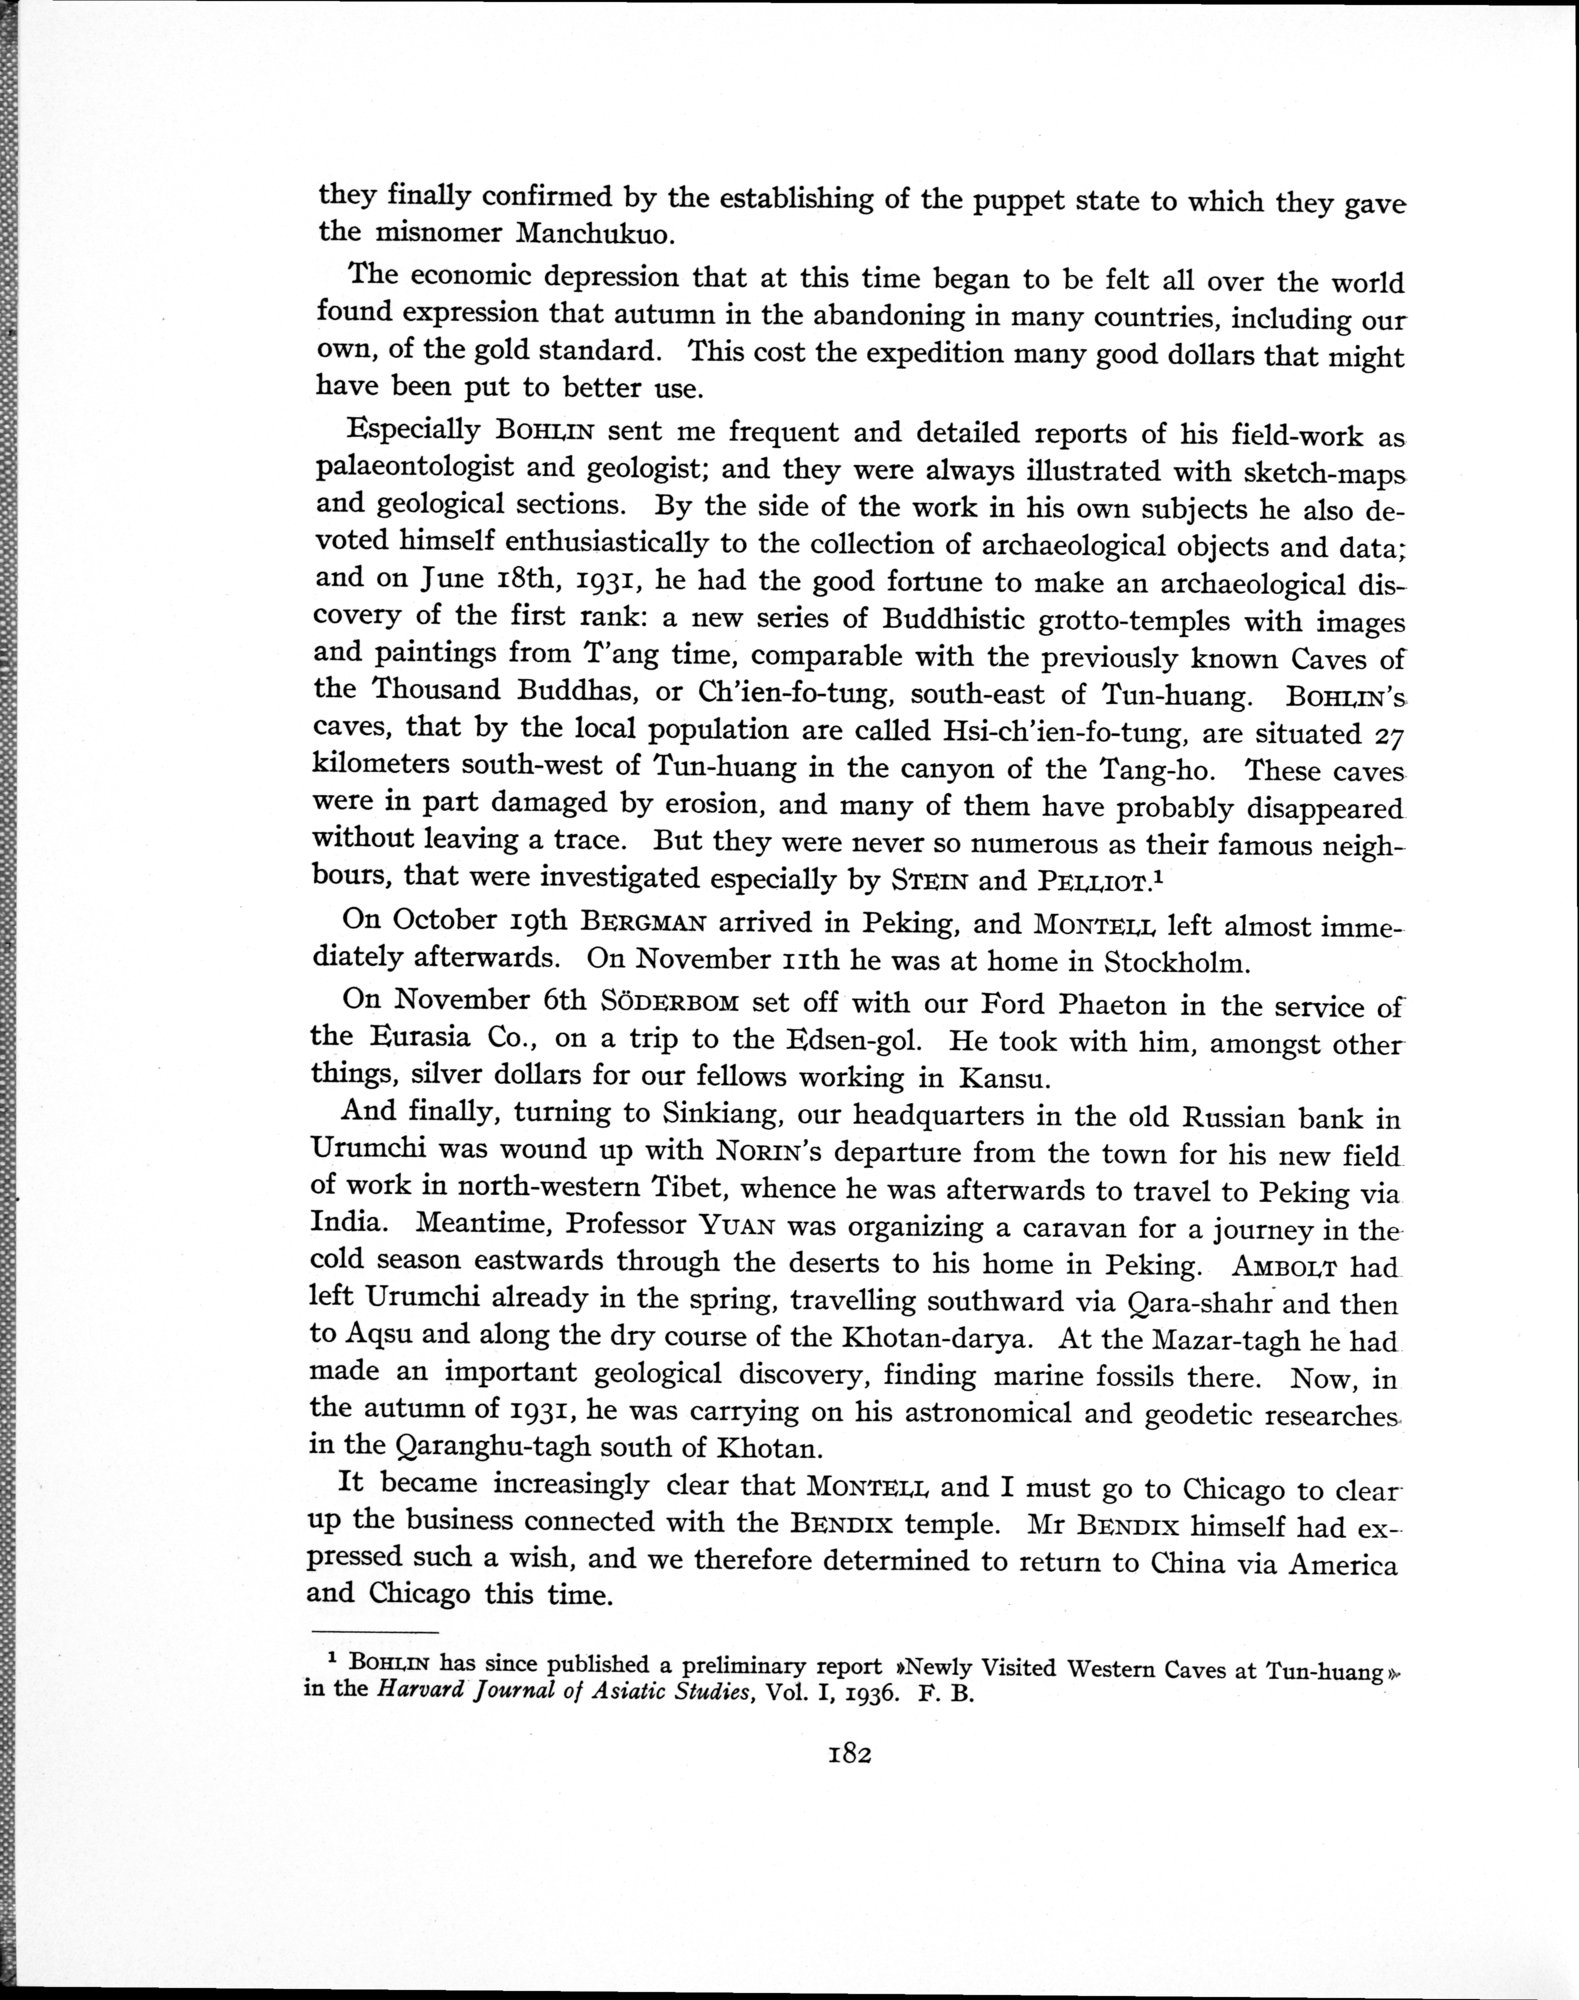 they finally confirmed by the establishing of the puppet state to which they gave
the misnomer Manchukuo.
The economic depression that at this time began to be felt all over the world
found expression that autumn in the abandoning in many countries, including our
own, of the gold standard. This cost the expedition many good dollars that might
have been put to better use.
Especially BOHLIN sent me frequent and detailed reports of his field-work as
palaeontologist and geologist; and they were always illustrated with sketch-maps
and geological sections. By the side of the work in his own subjects he also de-
voted himself enthusiastically to the collection of archaeological objects and data;
and on June 18th, 1931, he had the good fortune to make an archaeological dis-
covery of the first rank: a new series of Buddhistic grotto-temples with images
and paintings from T'ang time, comparable with the previously known Caves of
the Thousand Buddhas, or Ch'ien-fo-tung, south-east of Tun-huang. BOHLIN's
caves, that by the local population are called Hsi-ch'ien-fo-tung, are situated 27
kilometers south-west of Tun-huang in the canyon of the Tang-ho. These caves
were in part damaged by erosion, and many of them have probably disappeared
without leaving a trace. But they were never so numerous as their famous neigh-
bours, that were investigated especially by STEIN and PELLIOT.¹
On October 19th BERGMAN arrived in Peking, and MONTELL left almost imme-
diately afterwards. On November 11th he was at home in Stockholm.
On November 6th SÖDERBOM set off with our Ford Phaeton in the service of
the Eurasia Co., on a trip to the Edsen-gol. He took with him, amongst other
things, silver dollars for our fellows working in Kansu.
And finally, turning to Sinkiang, our headquarters in the old Russian bank in
Urumchi was wound up with NORIN's departure from the town for his new field
of work in north-western Tibet, whence he was afterwards to travel to Peking via
India. Meantime, Professor YUAN was organizing a caravan for a journey in the
cold season eastwards through the deserts to his home in Peking. AMBOLT had
left Urumchi already in the spring, travelling southward via Qara-shahr and then
to Aqsu and along the dry course of the Khotan-darya. At the Mazar-tagh he had
made an important geological discovery, finding marine fossils there. Now, in
the autumn of 1931, he was carrying on his astronomical and geodetic researches
in the Qaranghu-tagh south of Khotan.
It became increasingly clear that MONTELL and I must go to Chicago to clear
up the business connected with the BENDIX temple. Mr BENDIX himself had ex-
pressed such a wish, and we therefore determined to return to China via America
and Chicago this time.
¹ BOHLIN has since published a preliminary report »Newly Visited Western Caves at Tun-huang»
in the Harvard Journal of Asiatic Studies, Vol. I, 1936. F. B.
182